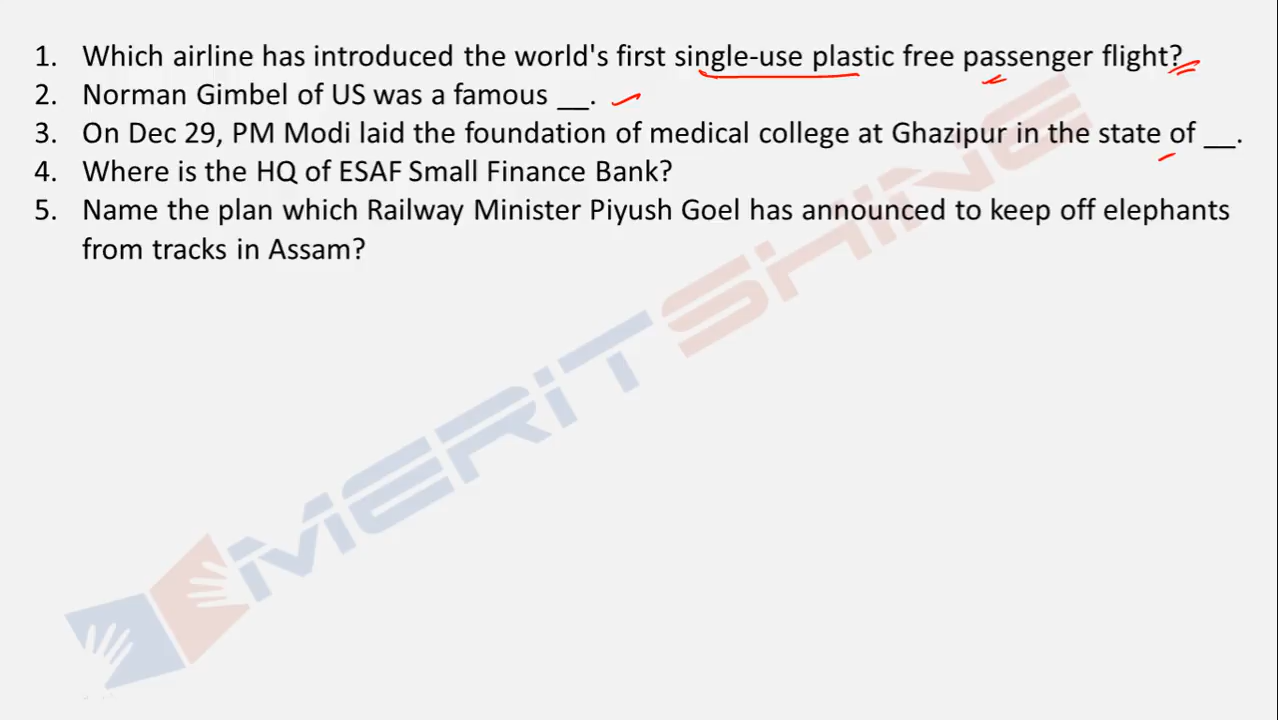 1. Which airline has introduced the world's first single-use plastic free passenger flight?
2. Norman Gimbel of US was a famous __.
3. On Dec 29, PM Modi laid the foundation of medical college at Ghazipur in the state of __.
4. Where is the HQ of ESAF Small Finance Bank?
5. Name the plan which Railway Minister Piyush Goel has announced to keep off elephants
from tracks in Assam?
MERITSHINE